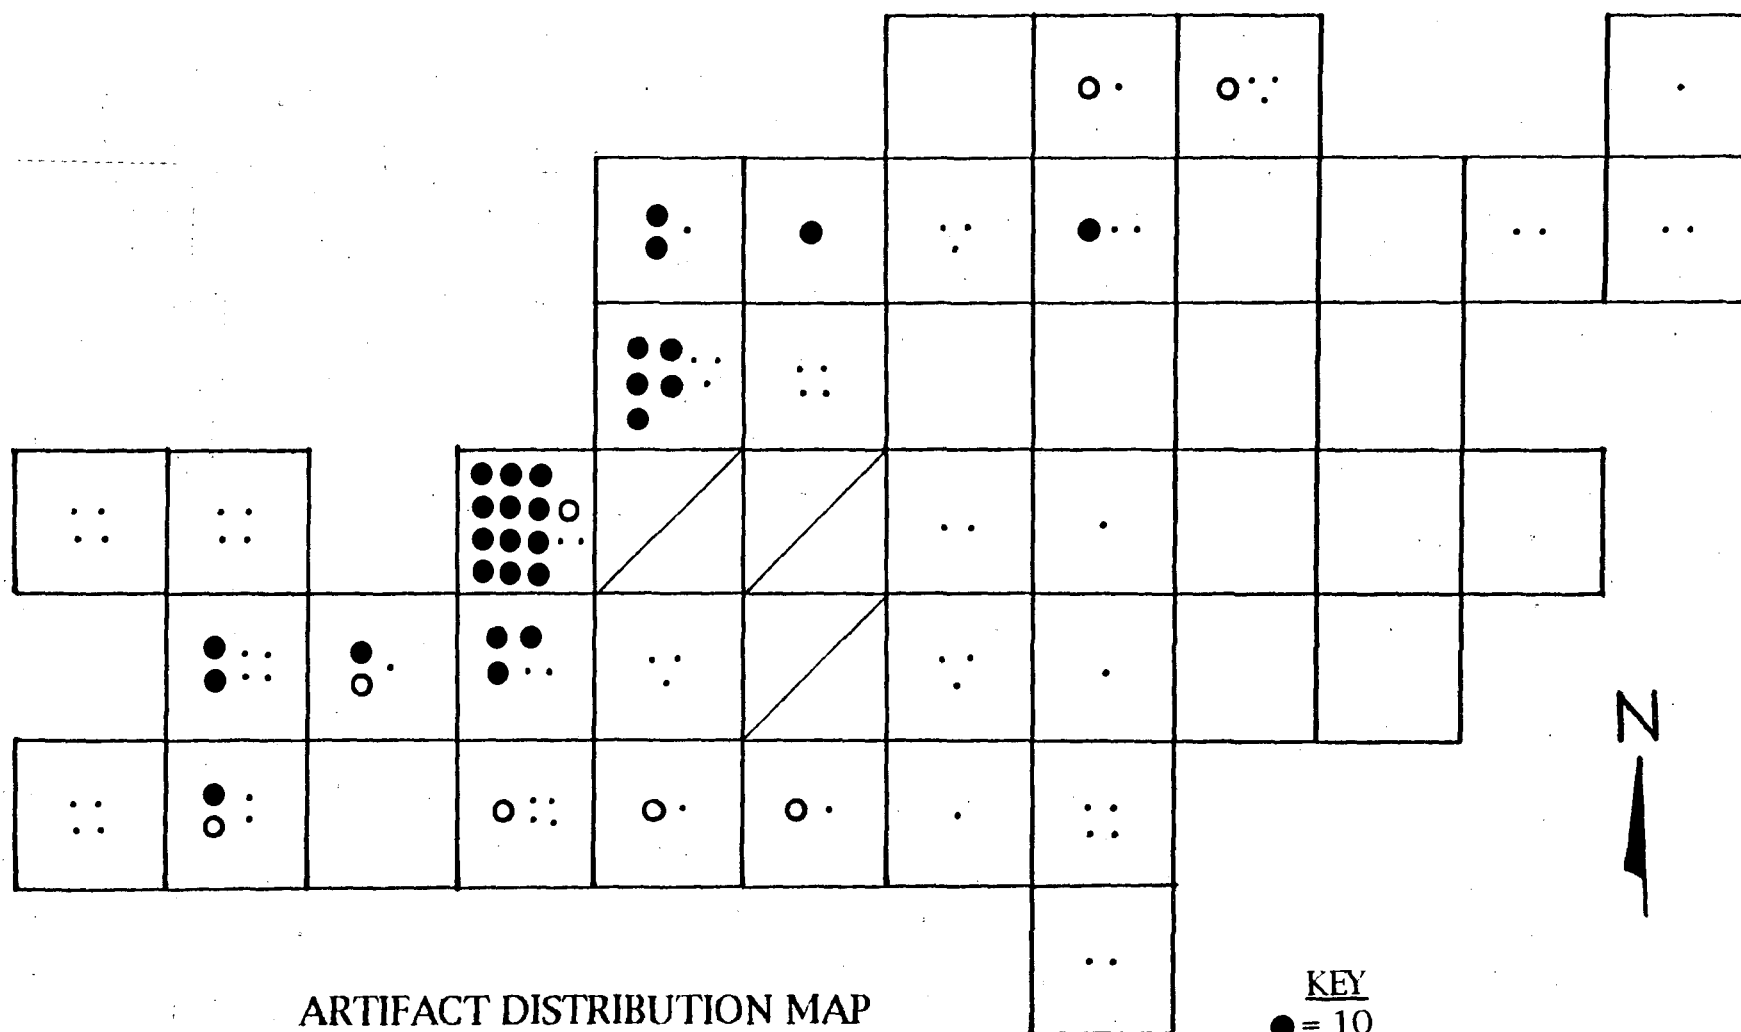 N
KEY
ARTIFACT DISTRIBUTION MAP
● = 10